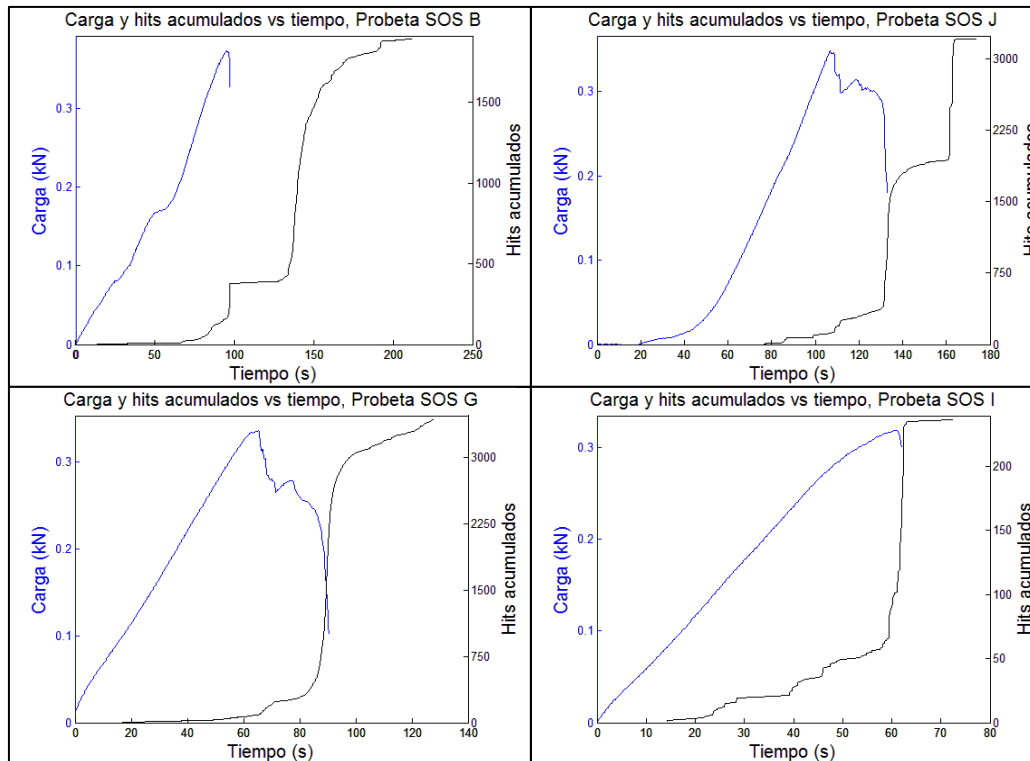 Carga y hits acumulados vs tiempo, Probeta SOS B
Carga (kN)
0.3
0.2
0.1
0
Hits acumulados
1500
1000
500
0
0 50 100 150 200 250
Tiempo (s)
Carga y hits acumulados vs tiempo, Probeta SOS J
Carga (kN)
0.3
0.2
0.1
0
Hits acumulados
3000
2250
1500
750
0
0 20 40 60 80 100 120 140 160 180
Tiempo (s)
Carga y hits acumulados vs tiempo, Probeta SOS G
Carga (kN)
0.3
0.2
0.1
0
Hits acumulados
3000
2250
1500
750
0
0 20 40 60 80 100 120 140
Tiempo (s)
Carga y hits acumulados vs tiempo, Probeta SOS I
Carga (kN)
0.3
0.2
0.1
0
Hits acumulados
200
150
100
50
0
0 10 20 30 40 50 60 70 80
Tiempo (s)